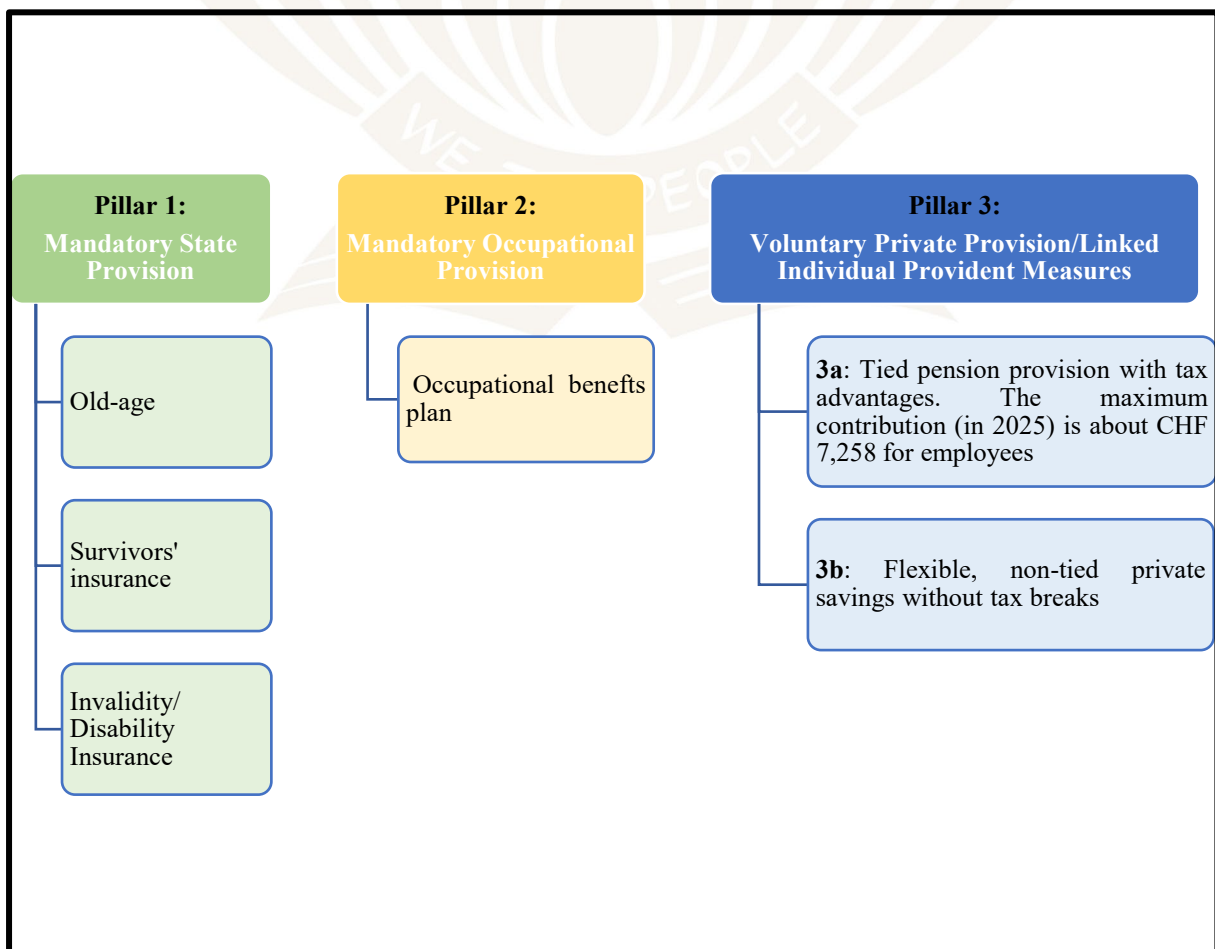 WE
PEOPLE
Pillar 1:
Mandatory State
Provision
Old-age
Survivors'
insurance
Invalidity/
Disability
Insurance
Pillar 2:
Mandatory Occupational
Provision
Occupational benefts
plan
Pillar 3:
Voluntary Private Provision/Linked
Individual Provident Measures
3a: Tied pension provision with tax
advantages. The maximum
contribution (in 2025) is about CHF
7,258 for employees
3b: Flexible, non-tied private
savings without tax breaks